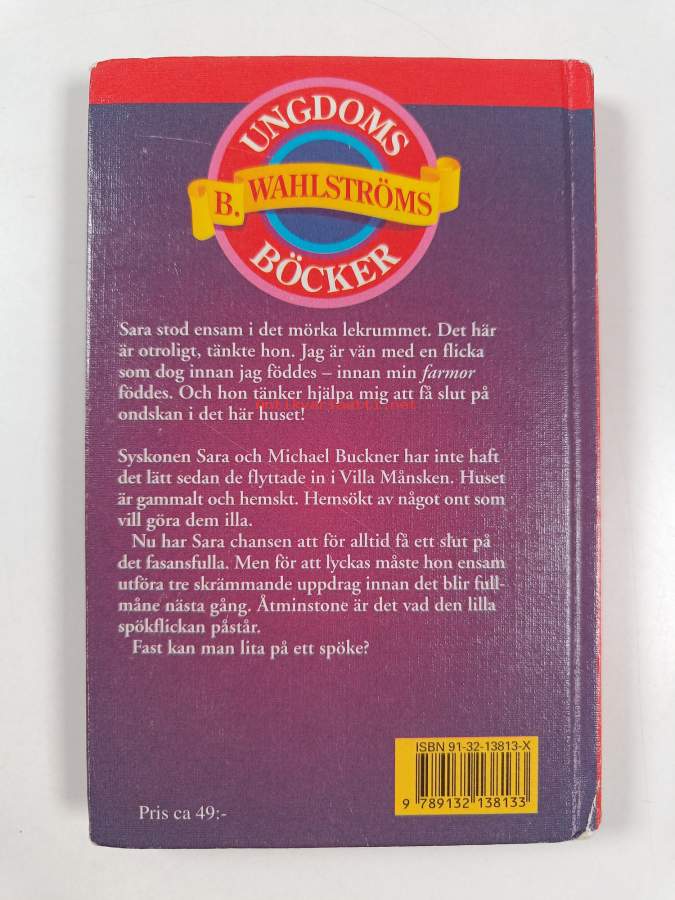 UNGDOMS
B. WAHLSTRÖMS
BÖCKER
Sara stod ensam i det mörka lekrummet. Det här
är otroligt, tänkte hon. Jag är vän med en flicka
som dog innan jag föddes – innan min farmor
föddes. Och hon tänker hjälpa mig att få slut på
antikvariaatti.net
ondskan i det här huset!
Syskonen Sara och Michael Buckner har inte haft
det lätt sedan de flyttade in i Villa Månsken. Huset
är gammalt och hemskt. Hemsökt av något ont som
vill göra dem illa.
Nu har Sara chansen att för alltid få ett slut på
det fasansfulla. Men för att lyckas måste hon ensam
utföra tre skrämmande uppdrag innan det blir full-
måne nästa gång. Åtminstone är det vad den lilla
spökflickan påstår.
Fast kan man lita på ett spöke?
ISBN 91-32-13813-X
9 789132 138133
Pris ca 49:-